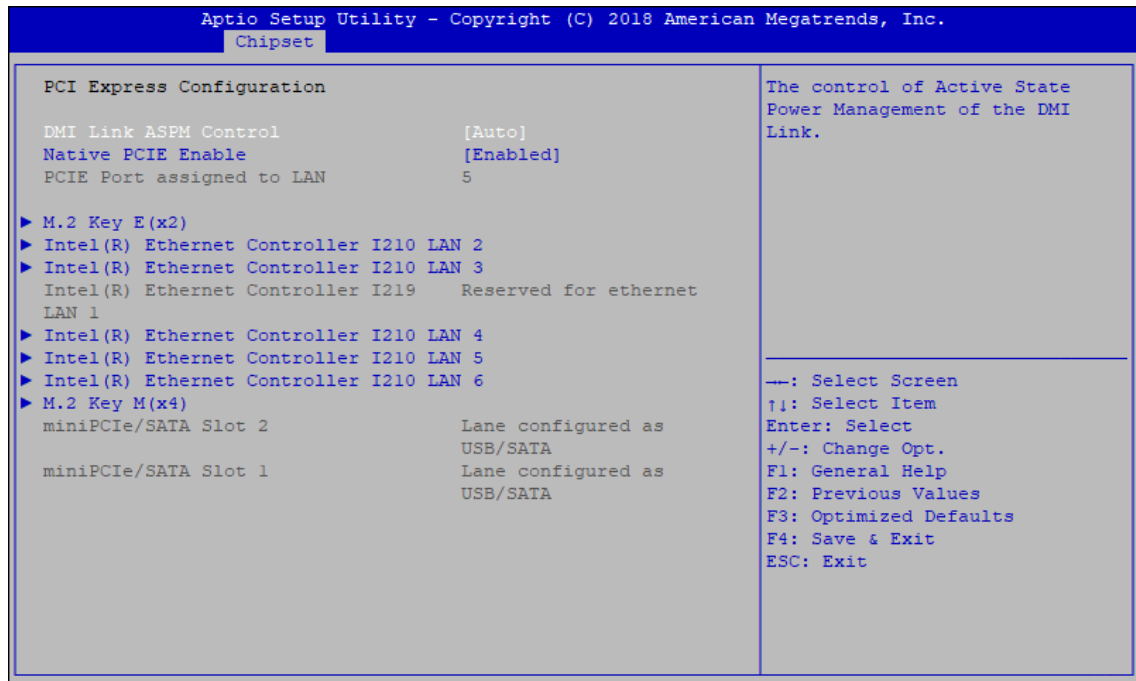 Aptio Setup Utility – Copyright (C) 2018 American Megatrends, Inc.
Chipset
PCI Express Configuration
DMI Link ASPM Control [Auto]
Native PCIE Enable [Enabled]
PCIE Port assigned to LAN 5
▶ M.2 Key E(x2)
▶ Intel(R) Ethernet Controller I210 LAN 2
▶ Intel(R) Ethernet Controller I210 LAN 3
Intel(R) Ethernet Controller I219 Reserved for ethernet
LAN 1
▶ Intel(R) Ethernet Controller I210 LAN 4
▶ Intel(R) Ethernet Controller I210 LAN 5
▶ Intel(R) Ethernet Controller I210 LAN 6
▶ M.2 Key M(x4)
miniPCIe/SATA Slot 2 Lane configured as
USB/SATA
miniPCIe/SATA Slot 1 Lane configured as
USB/SATA
The control of Active State
Power Management of the DMI
Link.
→←: Select Screen
↑↓: Select Item
Enter: Select
+/-: Change Opt.
F1: General Help
F2: Previous Values
F3: Optimized Defaults
F4: Save & Exit
ESC: Exit